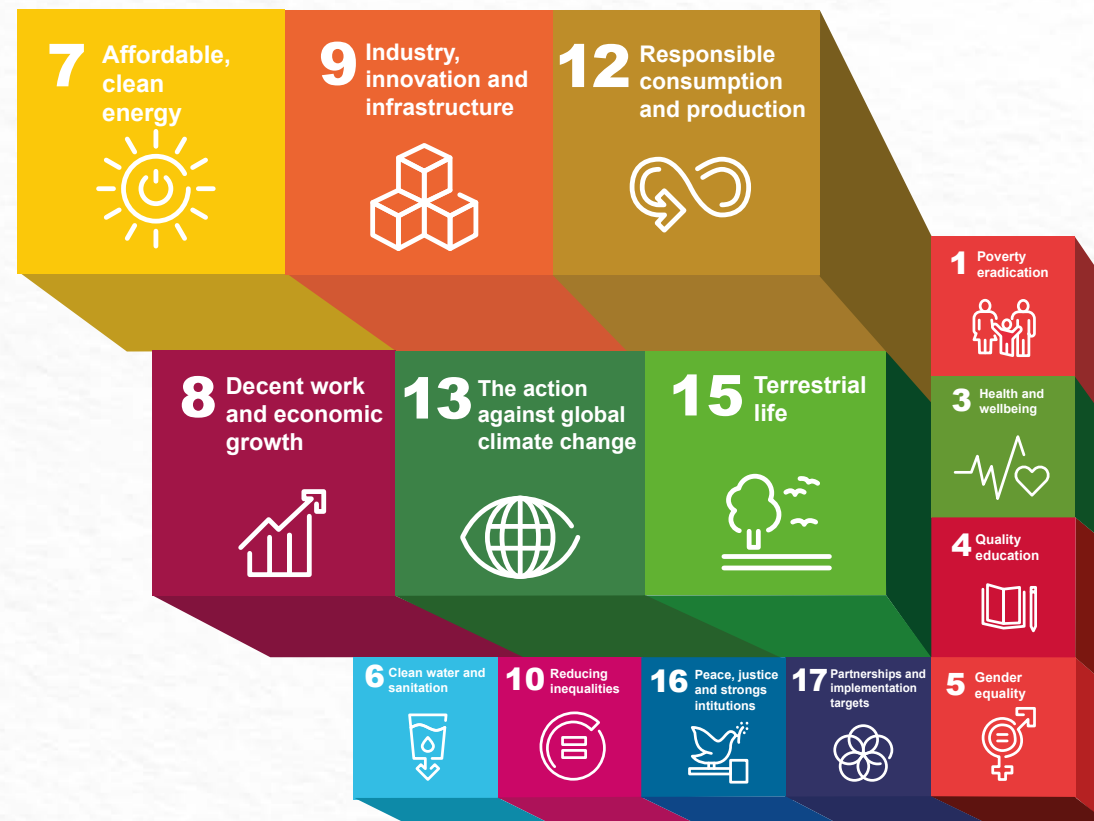 7 Affordable,
clean
energy
9 Industry,
innovation and
infrastructure
12 Responsible
consumption
and production
1 Poverty
eradication
8 Decent work
and economic
growth
13 The action
against global
climate change
15 Terrestrial
life
3 Health and
wellbeing
4 Quality
education
6 Clean water and
sanitation
10 Reducing
inequalities
16 Peace, justice
and strongs
intitutions
17 Partnerships and
implementation
targets
5 Gender
equality